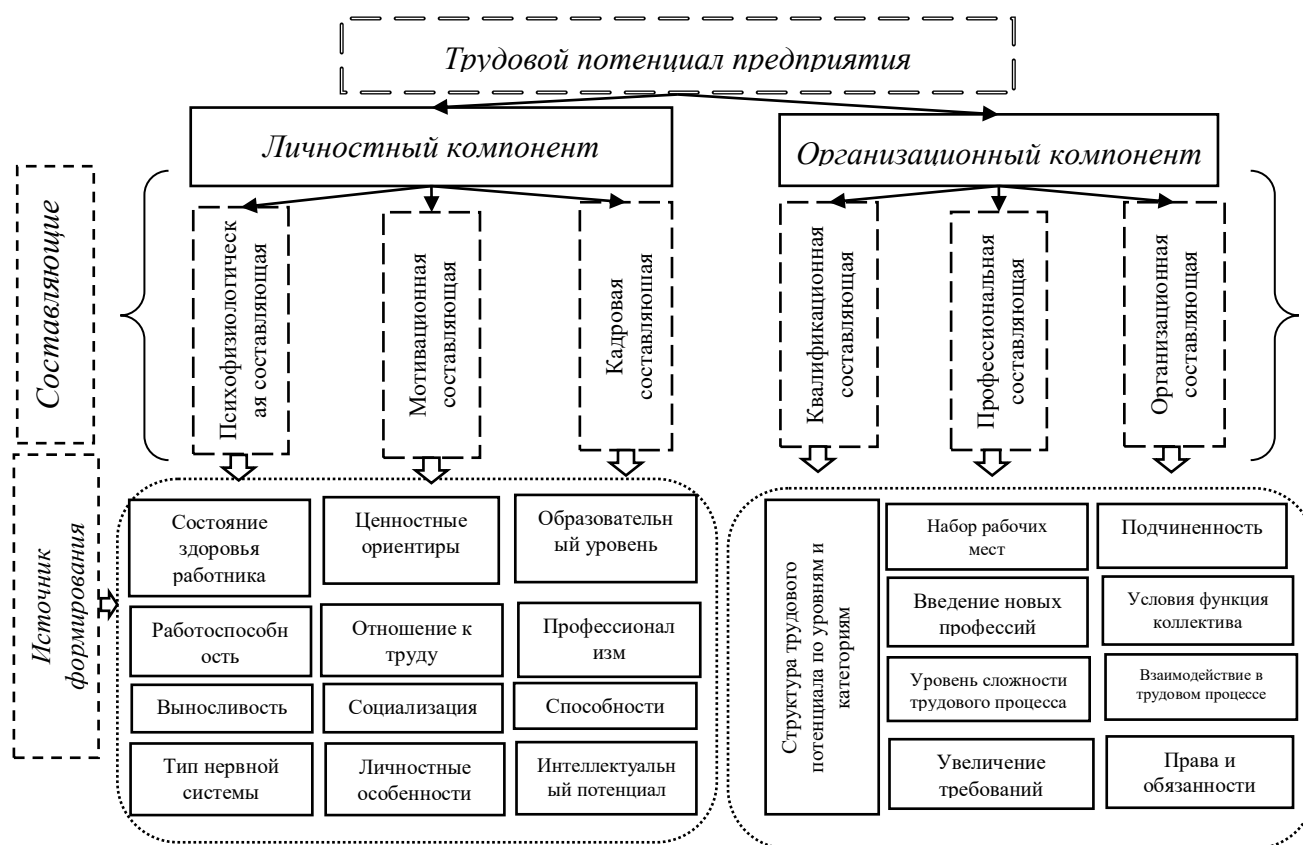 Трудовой потенциал предприятия
Личностный компонент
Организационный компонент
Составляющие
Психофизиологическ
ая составляющая
Мотивационная
составляющая
Кадровая
составляющая
Квалификационная
составляющая
Профессиональная
составляющая
Организационная
составляющая
Источник
формирования
Состояние
здоровья
работника
Ценностные
ориентиры
Образовательн
ый уровень
Работоспособн
ость
Отношение к
труду
Профессионал
изм
Выносливость
Социализация
Способности
Тип нервной
системы
Личностные
особенности
Интеллектуальн
ый потенциал
Структура трудового
потенциала по уровням и
категориям
Набор рабочих
мест
Подчиненность
Введение новых
профессий
Условия функция
коллектива
Уровень сложности
трудового процесса
Взаимодействие в
трудовом процессе
Увеличение
требований
Права и
обязанности